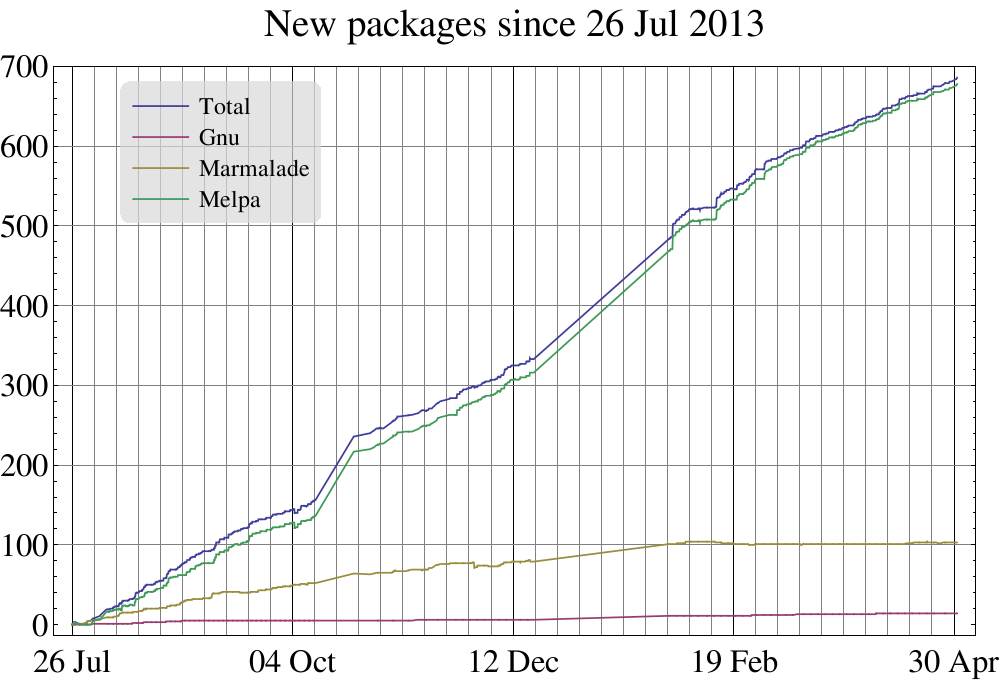 New packages since 26 Jul 2013
700
600
500
400
300
200
100
0
Total
Gnu
Marmalade
Melpa
26 Jul 04 Oct 12 Dec 19 Feb 30 Apr